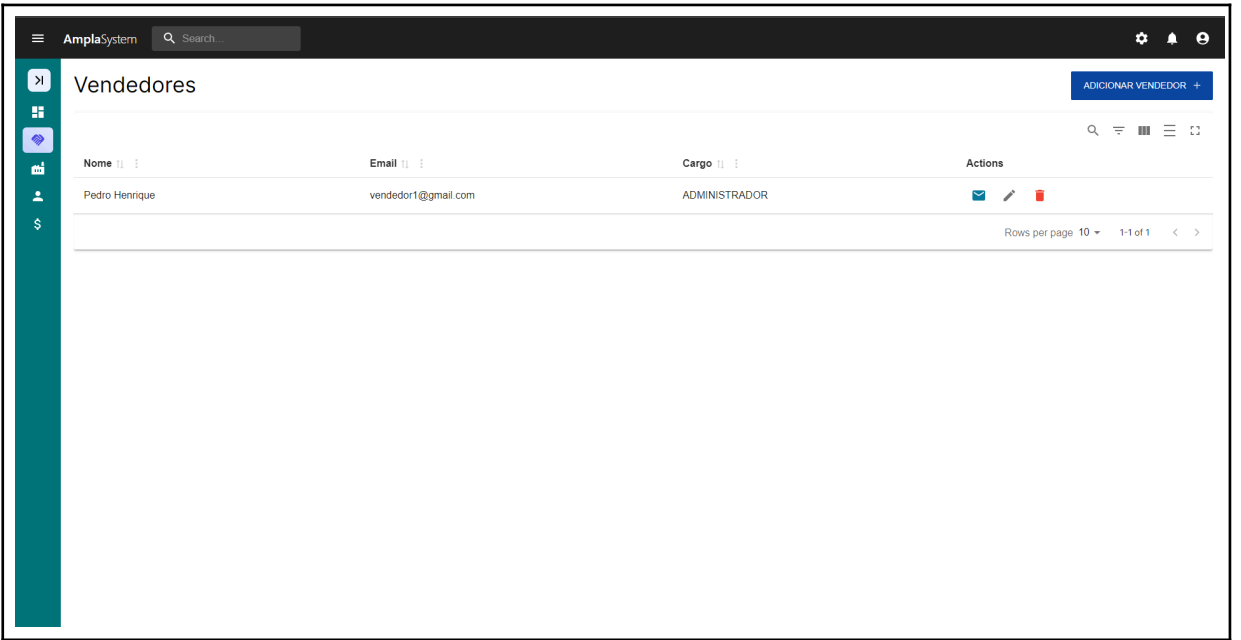 AmplaSystem Search...
Vendedores ADICIONAR VENDEDOR +
Nome Email Cargo Actions
Pedro Henrique vendedor1@gmail.com ADMINISTRADOR
Rows per page 10 1-1 of 1